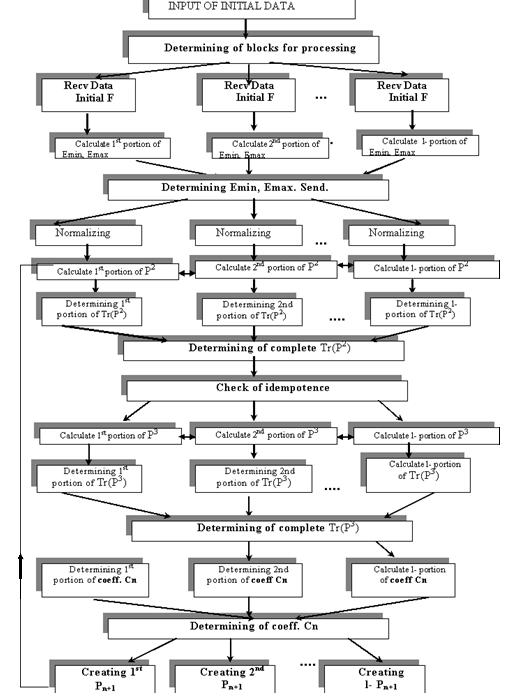 INPUT OF INITIAL DATA
Determining of blocks for processing
Recv Data
Initial F
Recv Data
Initial F
...
Recv Data
Initial F
Calculate 1st portion of
Emin, Emax
Calculate 2nd portion of
Emin, Emax
Calculate l- portion of
Emin, Emax
Determining Emin, Emax. Send.
Normalizing
Normalizing
...
Normalizing
Calculate 1st portion of P2
Calculate 2nd portion of P2
Calculate l- portion of P2
Determining 1st
portion of Tr(P2)
Determining 2nd
portion of Tr(P2)
....
Determining l-
portion of Tr(P2)
Determining of complete Tr(P2)
Check of idempotence
Calculate 1st portion of P3
Calculate 2nd portion of P3
Calculate l- portion of P3
Determining 1st
portion of Tr(P3)
Determining 2nd
portion of Tr(P3)
....
Calculate l- portion
of Tr(P3)
Determining of complete Tr(P3)
Determining 1st
portion of coeff. Cn
Determining 2nd
portion of coeff Cn
Calculate l- portion
of coeff Cn
Determining of coeff. Cn
Creating 1st
Pn+1
Creating 2nd
Pn+1
....
Creating
l- Pn+1